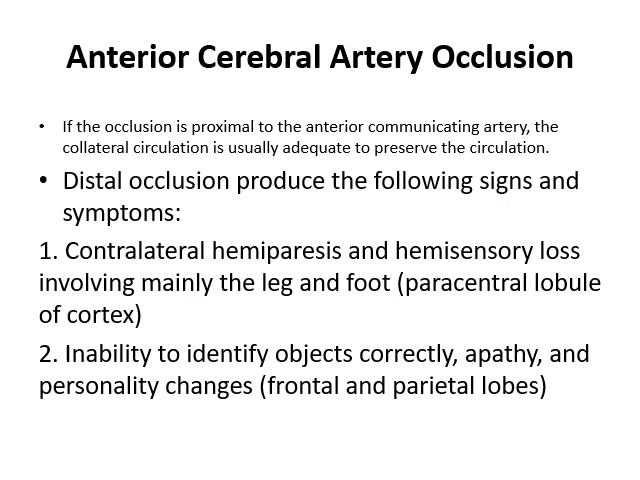 Anterior Cerebral Artery Occlusion
• If the occlusion is proximal to the anterior communicating artery, the
collateral circulation is usually adequate to preserve the circulation.
• Distal occlusion produce the following signs and
symptoms:
1. Contralateral hemiparesis and hemisensory loss
involving mainly the leg and foot (paracentral lobule
of cortex)
2. Inability to identify objects correctly, apathy, and
personality changes (frontal and parietal lobes)